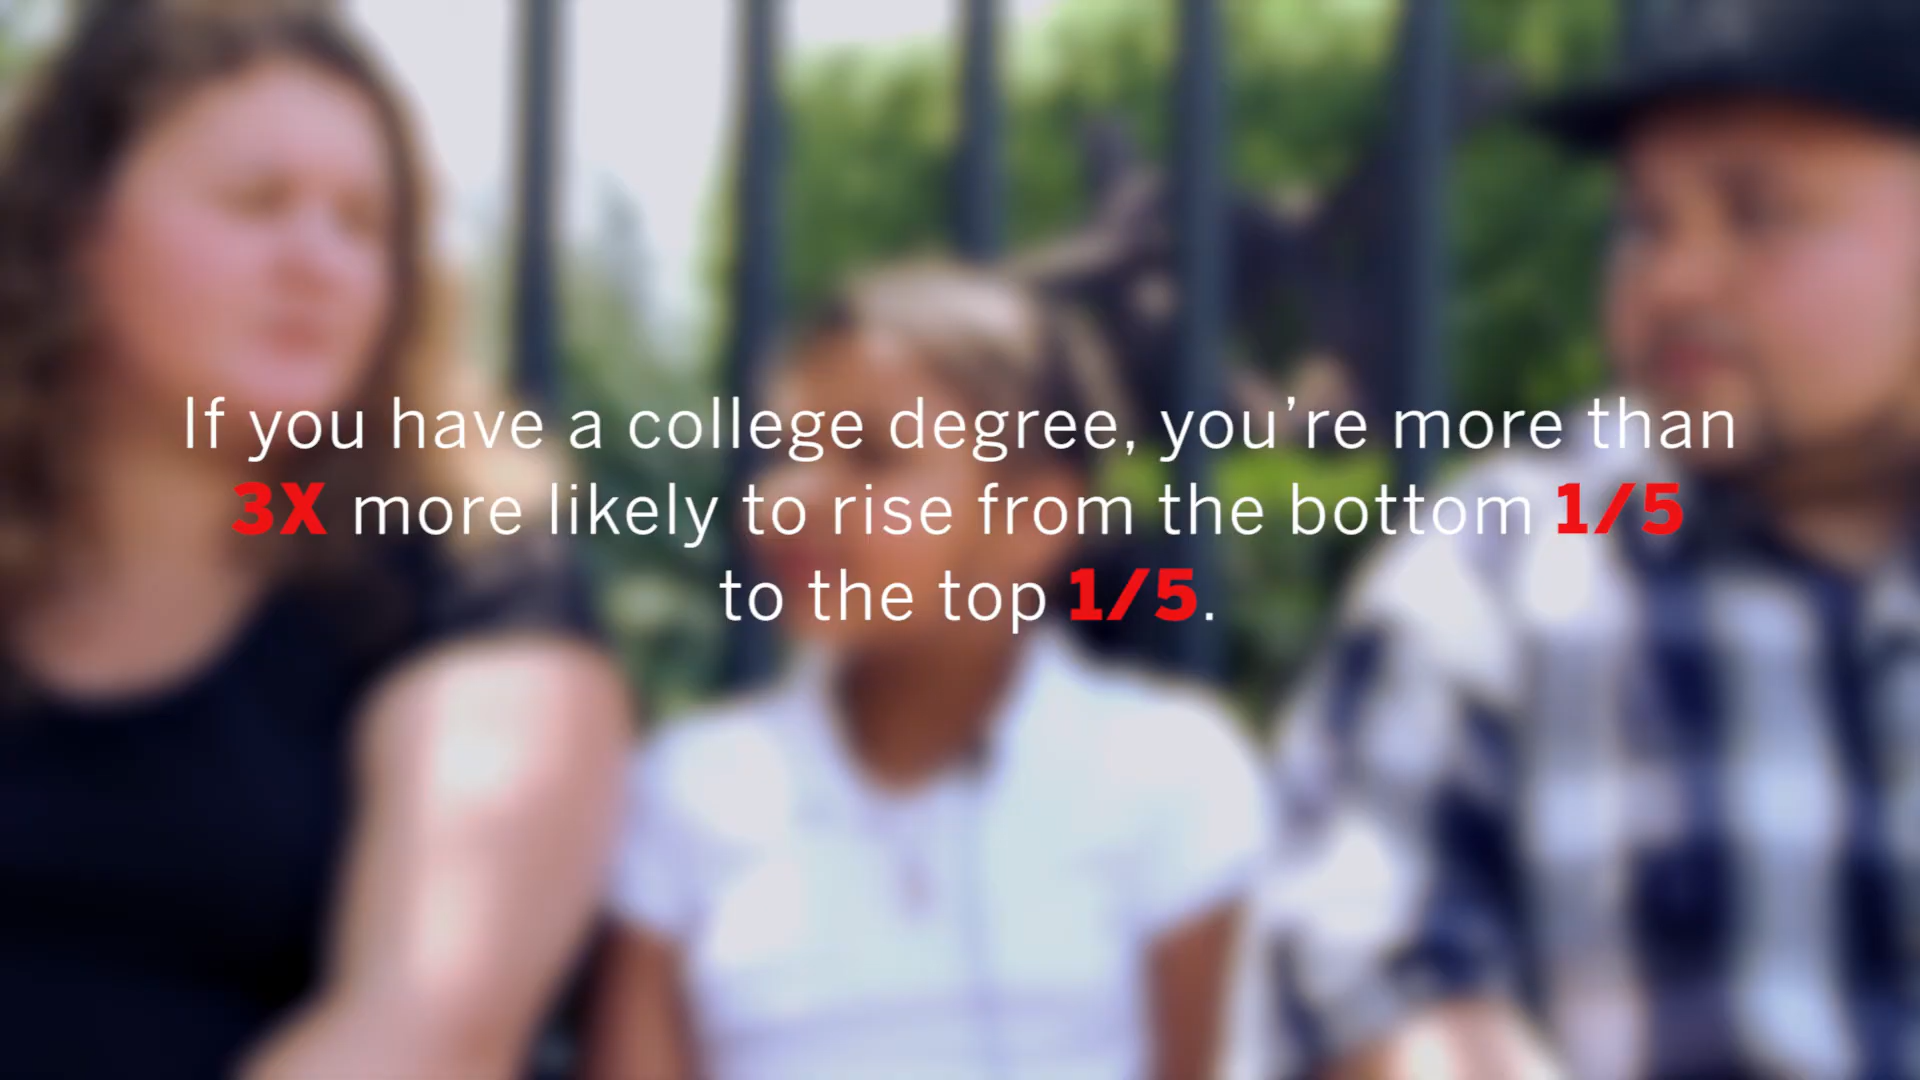 If you have a college degree, you’re more than
3X more likely to rise from the bottom 1/5
to the top 1/5.